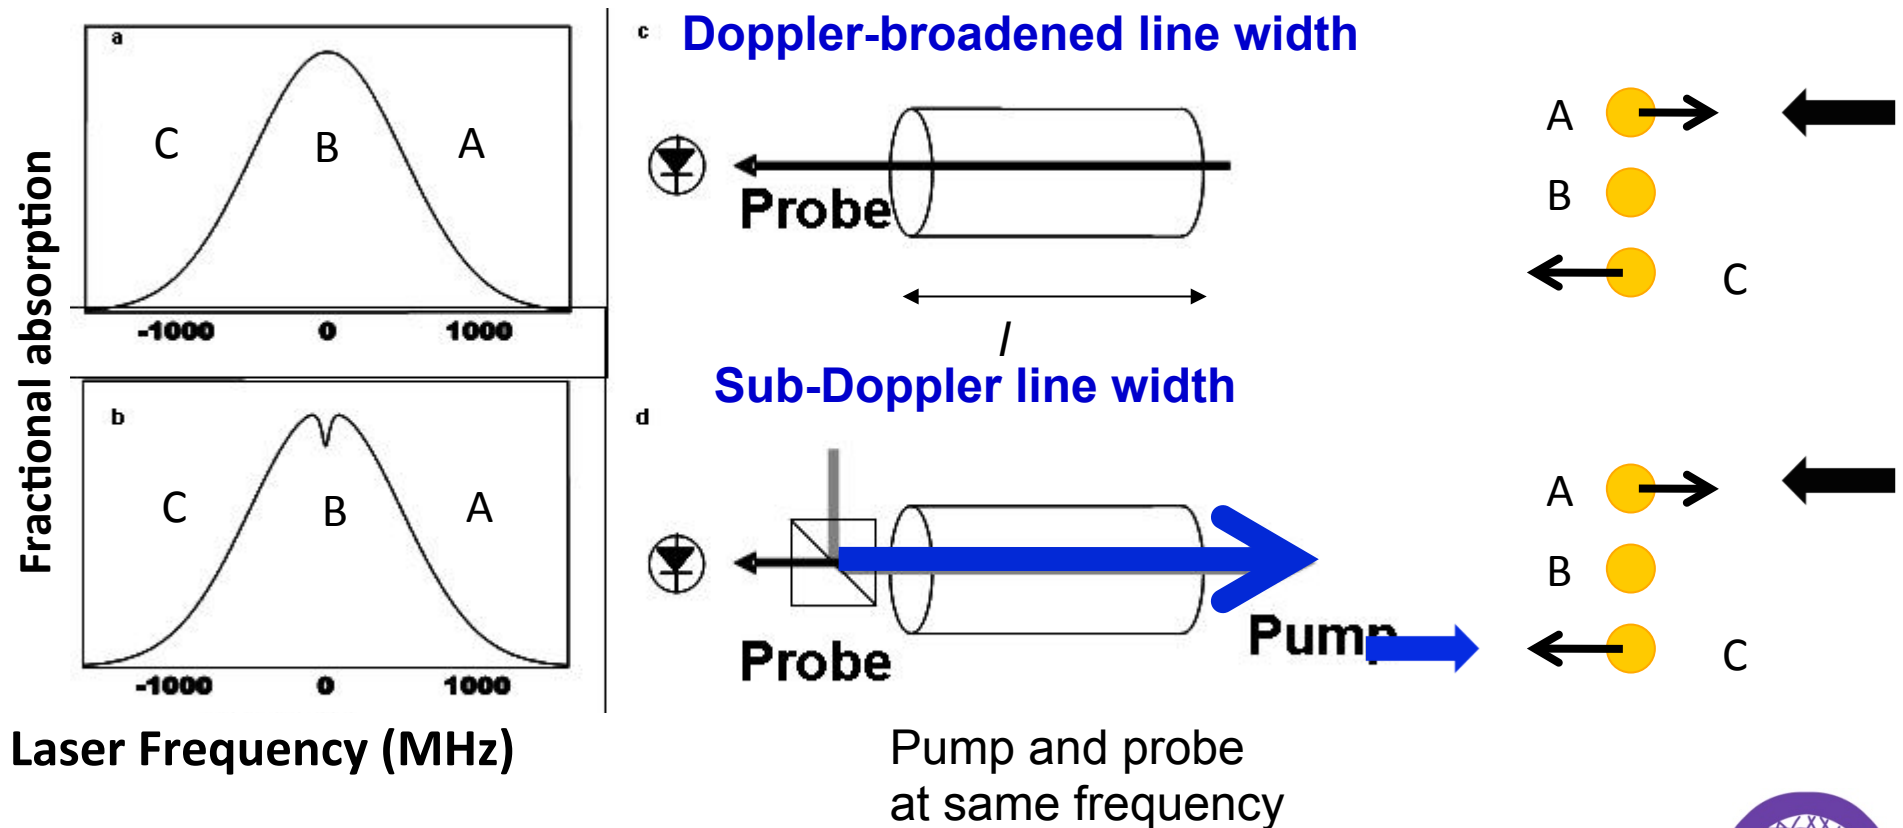 a
C
B
A
-1000
0
1000
Fractional absorption
b
C
B
A
-1000
0
1000
Laser Frequency (MHz)
c
Doppler-broadened line width
Probe
l
A
B
C
Sub-Doppler line width
d
Probe
Pump
A
B
C
Pump and probe
at same frequency